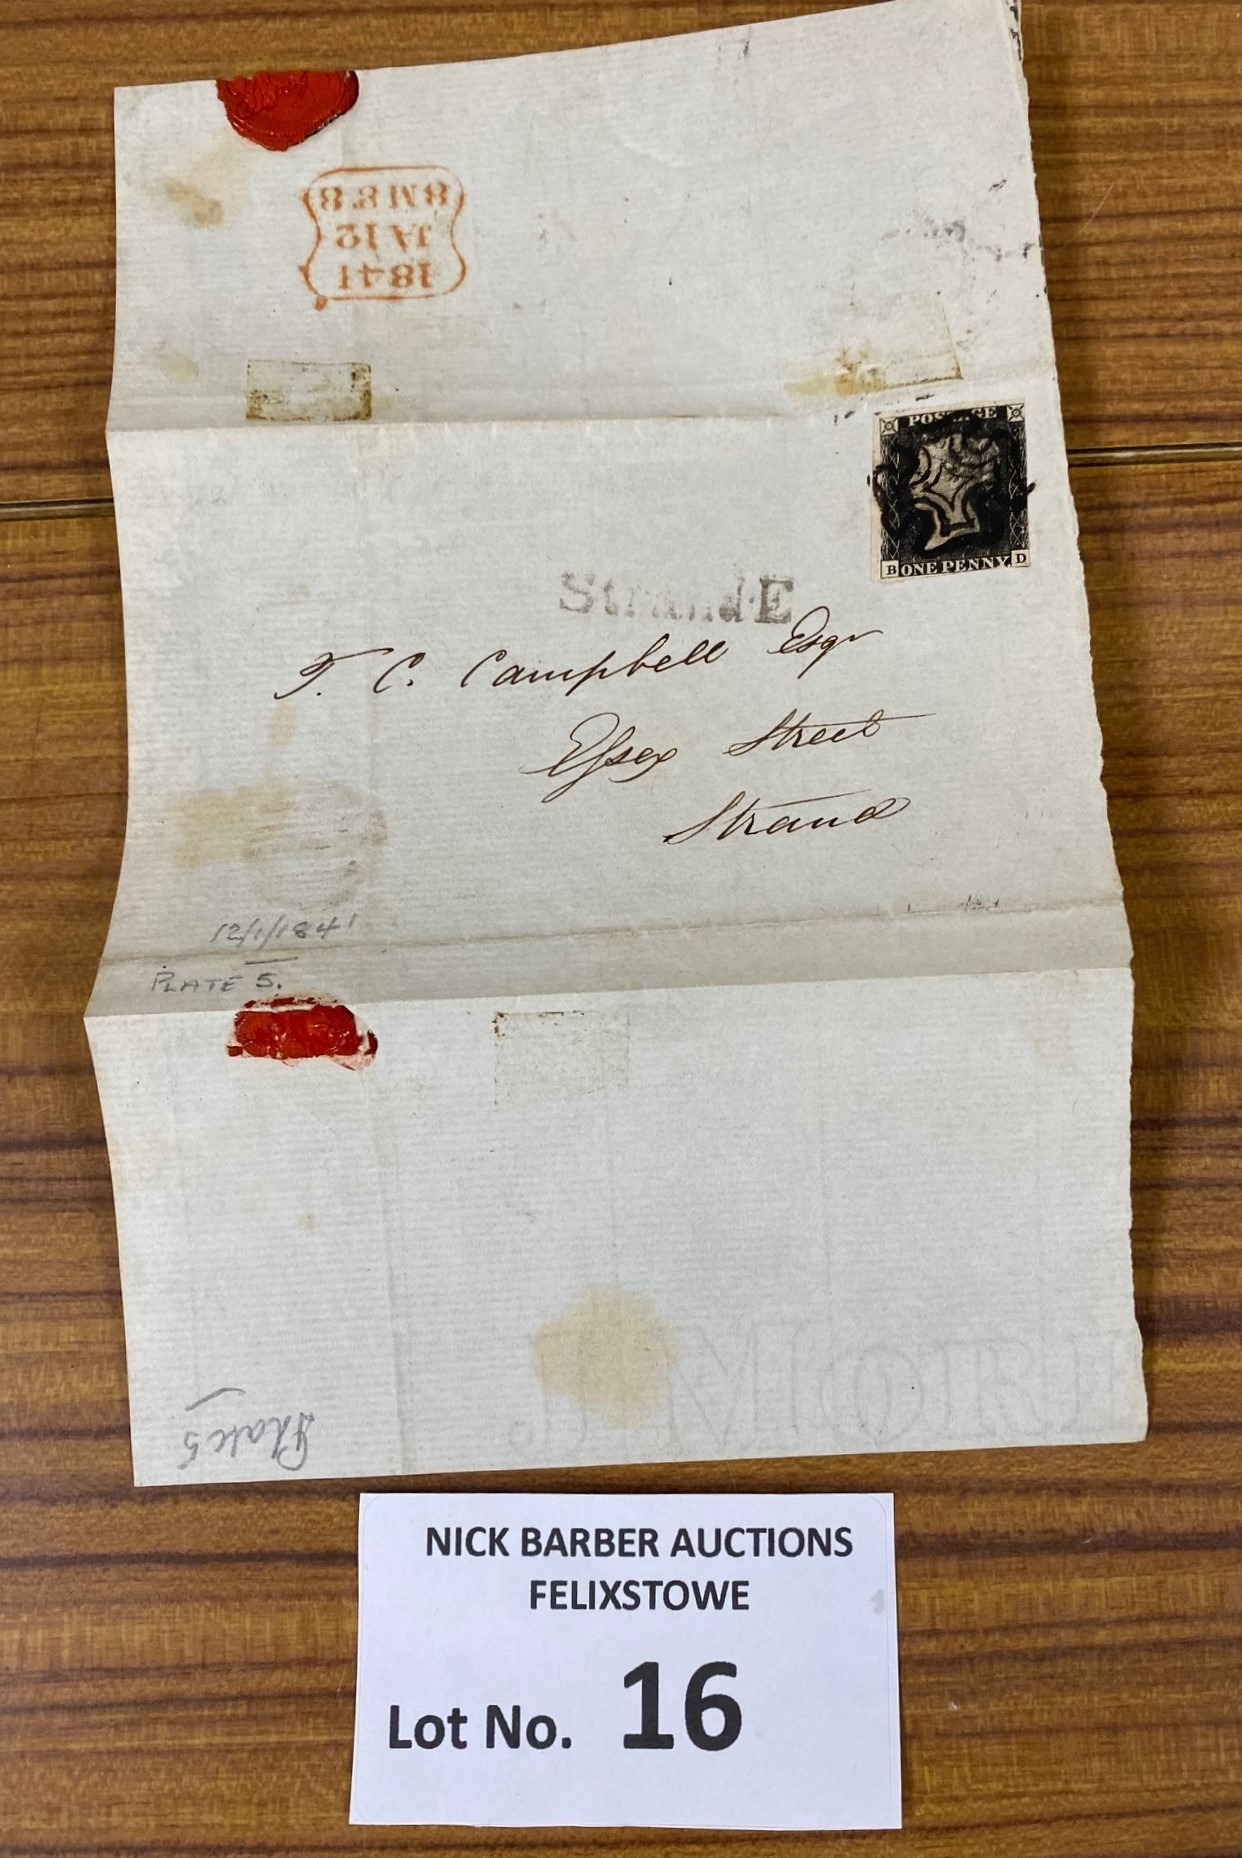 8M88
JA12
1841
POSTAGE
B ONE PENNY. D
Strand·E
T. C. Campbell Esqr
Essex Street
Strand
12/1/1841
PLATE 5.
Plate 5
NICK BARBER AUCTIONS
FELIXSTOWE
Lot No. 16